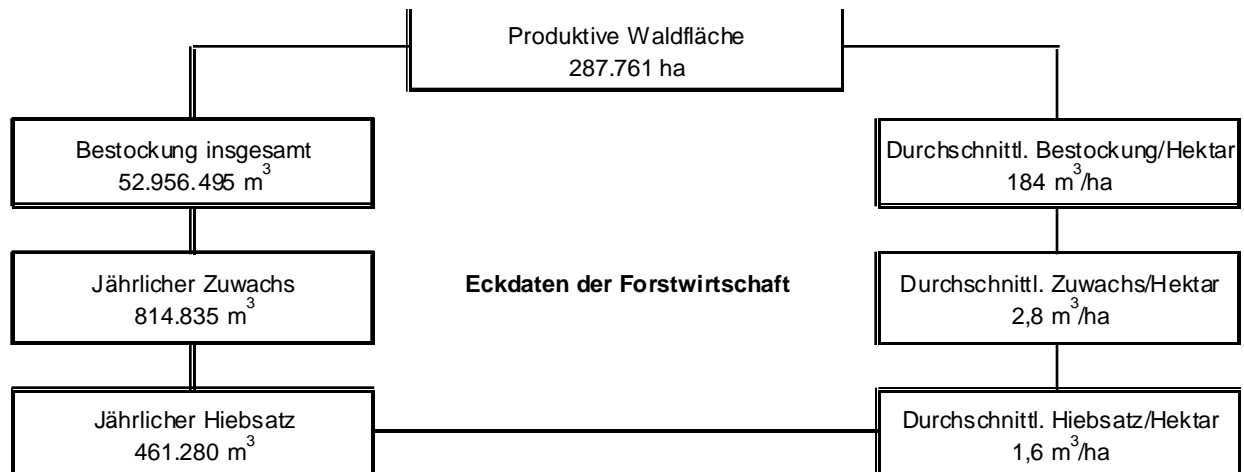 Produktive Waldfläche
287.761 ha
Bestockung insgesamt
52.956.495 m³
Durchschnittl. Bestockung/Hektar
184 m³/ha
Jährlicher Zuwachs
814.835 m³
Eckdaten der Forstwirtschaft
Durchschnittl. Zuwachs/Hektar
2,8 m³/ha
Jährlicher Hiebsatz
461.280 m³
Durchschnittl. Hiebsatz/Hektar
1,6 m³/ha